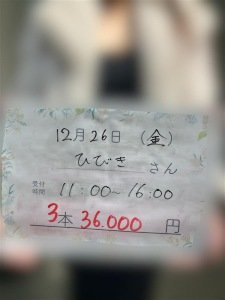 12月26日 (金)
ひびき さん
受付時間 11:00~16:00
3本 36.000 円